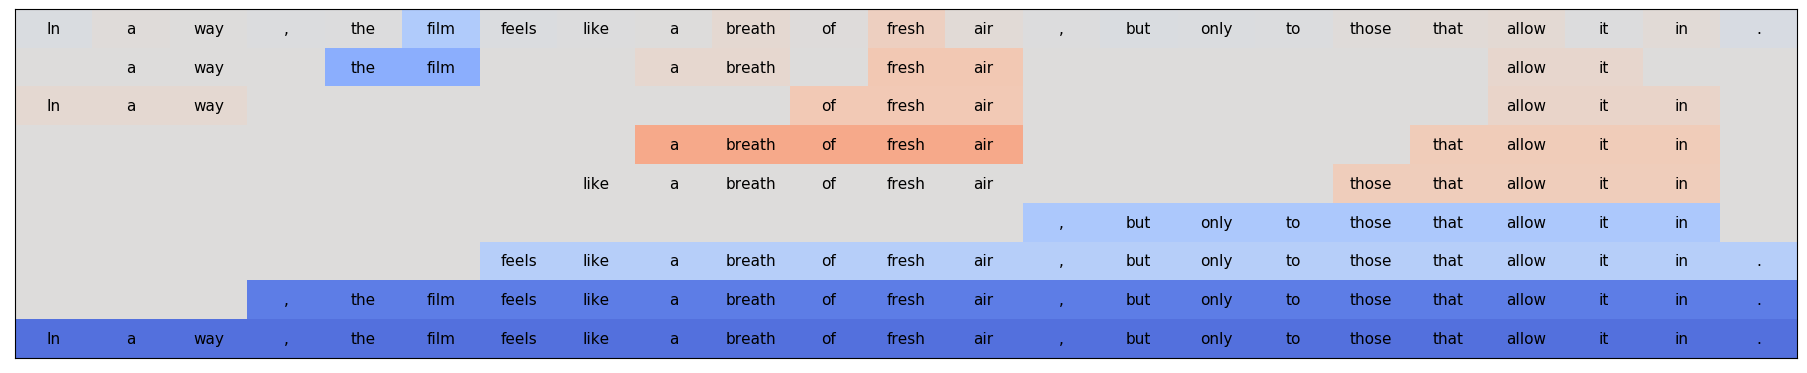 In a way , the film feels like a breath of fresh air , but only to those that allow it in .
a way the film a breath fresh air allow it
In a way of fresh air allow it in
a breath of fresh air that allow it in
like a breath of fresh air those that allow it in
, but only to those that allow it in
feels like a breath of fresh air , but only to those that allow it in .
, the film feels like a breath of fresh air , but only to those that allow it in .
In a way , the film feels like a breath of fresh air , but only to those that allow it in .